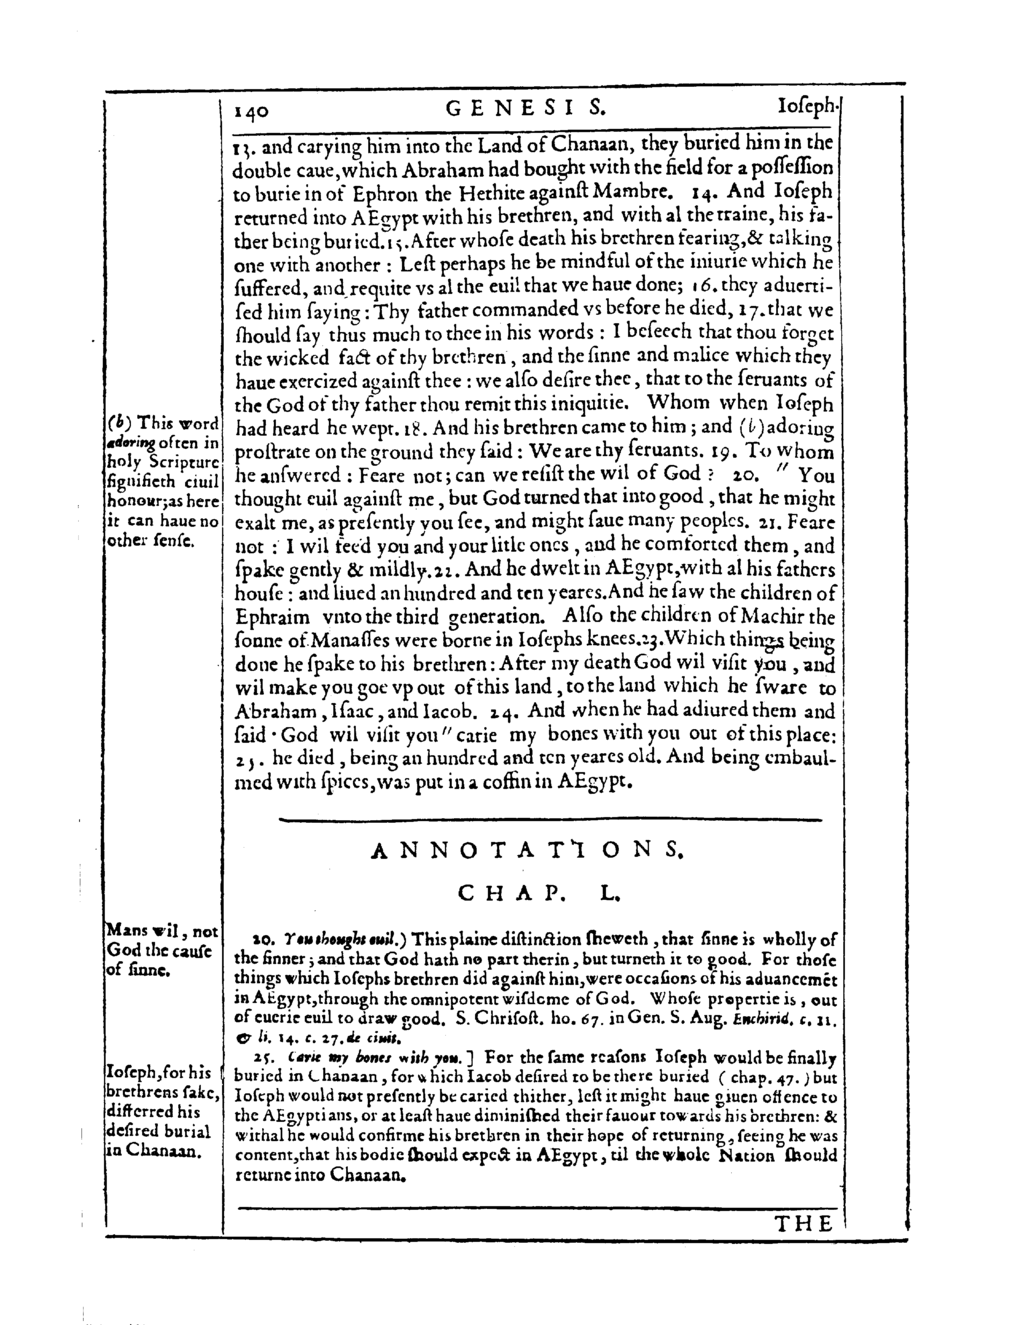 140 GENESIS. Ioſeph.
13. and carying him into the Land of Chanaan, they buried him in the
double caue,which Abraham had bought with the field for a poſſeſſion
to burie in of Ephron the Hethite againſt Mambre. 14. And Ioſeph
returned into AEgypt with his brethren, and with al the traine, his fa-
ther being buried.15.After whoſe death his brethren fearing,& talking
one with another : Leſt perhaps he be mindful of the iniurie which he
ſuffered, and requite vs al the euil that we haue done; 16. they aduerti-
ſed him ſaying : Thy father commanded vs before he died, 17.that we
ſhould ſay thus much to thee in his words : I beſeech that thou forget
the wicked fact of thy brethren, and the ſinne and malice which they
haue exercized againſt thee : we alſo deſire thee, that to the ſeruants of
the God of thy father thou remit this iniquitie. Whom when Ioſeph
had heard he wept. 18. And his brethren came to him ; and (b)adoring
proſtrate on the ground they ſaid : We are thy ſeruants. 19. To whom
he anſwered : Feare not; can we reſiſt the wil of God ? 20. " You
thought euil againſt me, but God turned that into good, that he might
exalt me, as preſently you ſee, and might ſaue many peoples. 21. Feare
not : I wil feed you and your litle ones, and he comforted them, and
ſpake gently & mildly.22. And he dwelt in AEgypt,with al his fathers
houſe : and liued an hundred and ten yeares.And he ſaw the children of
Ephraim vnto the third generation. Alſo the children of Machir the
ſonne of Manaſſes were borne in Ioſephs knees.23.Which things being
done he ſpake to his brethren : After my death God wil viſit you, and
wil make you goe vp out of this land, to the land which he ſware to
Abraham, Iſaac, and Iacob. 24. And when he had adiured them and
ſaid · God wil viſit you" carie my bones with you out of this place:
25. he died, being an hundred and ten yeares old. And being embaul-
med with ſpices,was put in a coffin in AEgypt.
(b) This word
adoring often in
holy Scripture
ſignifieth ciuil
honour;as here
it can haue no
other ſenſe.
ANNOTATIONS.
CHAP. L.
20. You thought euil.) This plaine diſtinction ſheweth, that ſinne is wholly of
the ſinner ; and that God hath no part therin, but turneth it to good. For thoſe
things which Ioſephs brethren did againſt him,were occaſions of his aduancemēt
in AEgypt,through the omnipotent wiſdome of God. Whoſe propertie is, out
of euerie euil to draw good. S. Chriſoſt. ho. 67. in Gen. S. Aug. Enchirid. c. 11.
& li. 14. c. 27.de ciuit.
25. Carie my bones with you.] For the ſame reaſons Ioſeph would be finally
buried in Chanaan, for which Iacob deſired to be there buried ( chap. 47. ) but
Ioſeph would not preſently be caried thither, leſt it might haue giuen offence to
the AEgyptians, or at leaſt haue diminiſhed their fauour towards his brethren: &
withal he would confirme his brethren in their hope of returning, ſeeing he was
content,that his bodie ſhould expect in AEgypt, til the whole Nation ſhould
returne into Chanaan.
Mans wil, not
God the cauſe
of ſinne.
Ioſeph,for his
brethrens ſake,
differred his
deſired burial
in Chanaan.
THE